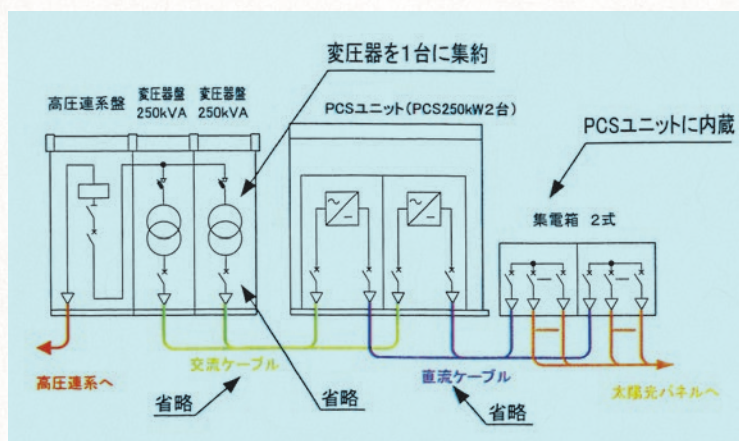 変圧器を1台に集約
高圧連系盤
変圧器盤
250kVA
変圧器盤
250kVA
PCSユニット(PCS250kW2台)
PCSユニットに内蔵
集電箱 2式
高圧連系へ
交流ケーブル
直流ケーブル
太陽光パネルへ
省略
省略
省略